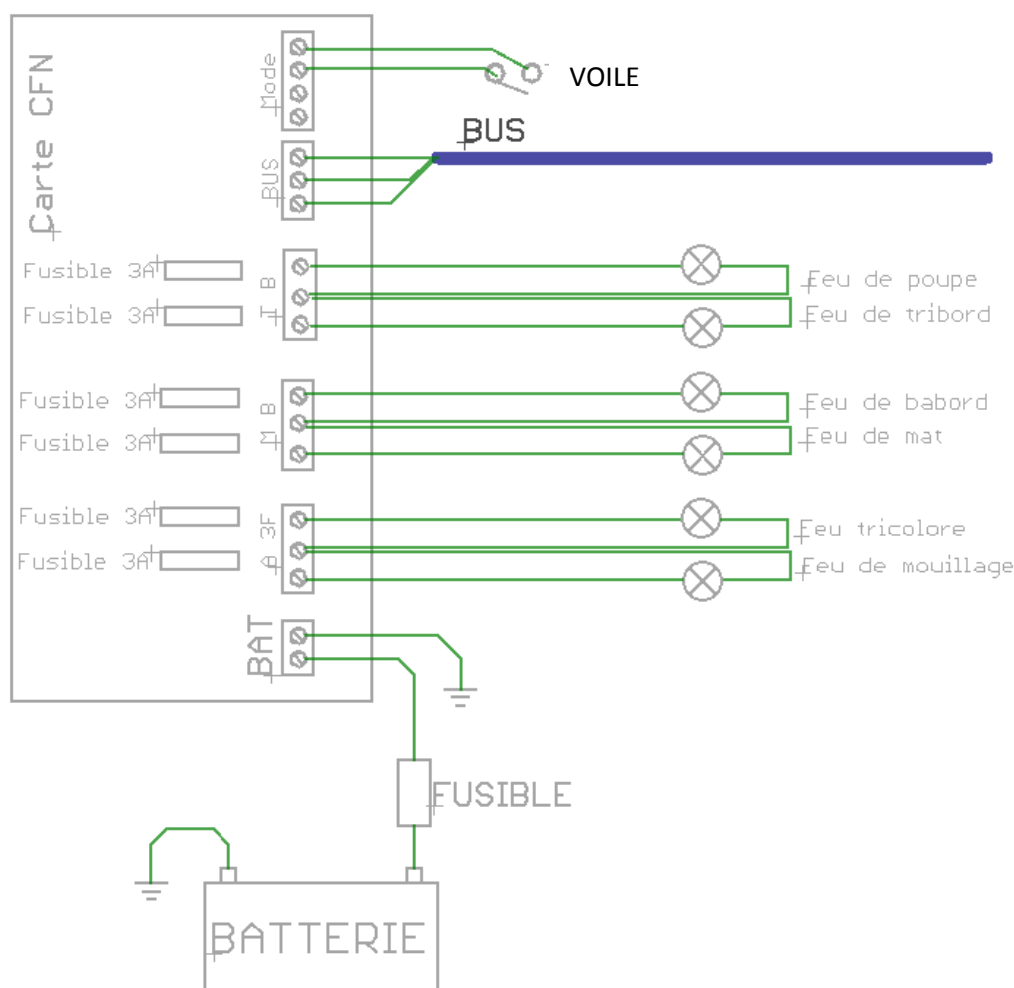 Carte CFN
Mode
VOILE
BUS
BUS
Fusible 3A
B
Feu de poupe
Fusible 3A
T
Feu de tribord
Fusible 3A
B
Feu de babord
Fusible 3A
M
Feu de mat
Fusible 3A
3F
Feu tricolore
Fusible 3A
A
Feu de mouillage
BAT
FUSIBLE
BATTERIE